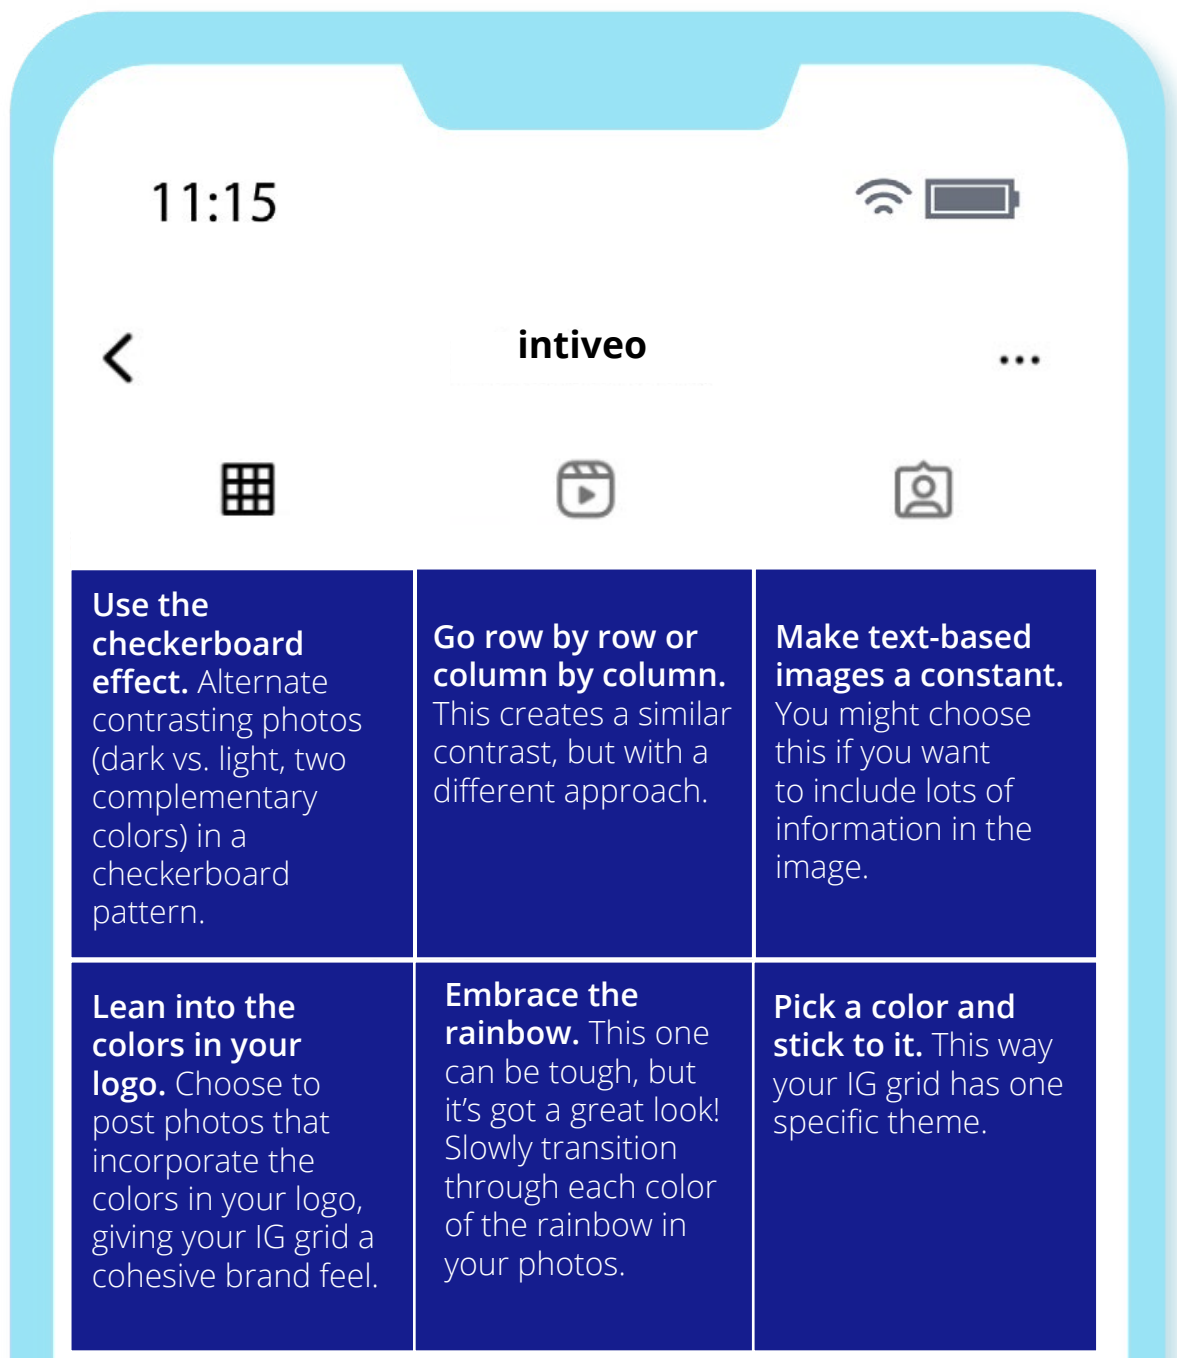 11:15
intiveo
Use the
checkerboard
effect. Alternate
contrasting photos
(dark vs. light, two
complementary
colors) in a
checkerboard
pattern.
Go row by row or
column by column.
This creates a similar
contrast, but with a
different approach.
Make text-based
images a constant.
You might choose
this if you want
to include lots of
information in the
image.
Lean into the
colors in your
logo. Choose to
post photos that
incorporate the
colors in your logo,
giving your IG grid a
cohesive brand feel.
Embrace the
rainbow. This one
can be tough, but
it’s got a great look!
Slowly transition
through each color
of the rainbow in
your photos.
Pick a color and
stick to it. This way
your IG grid has one
specific theme.